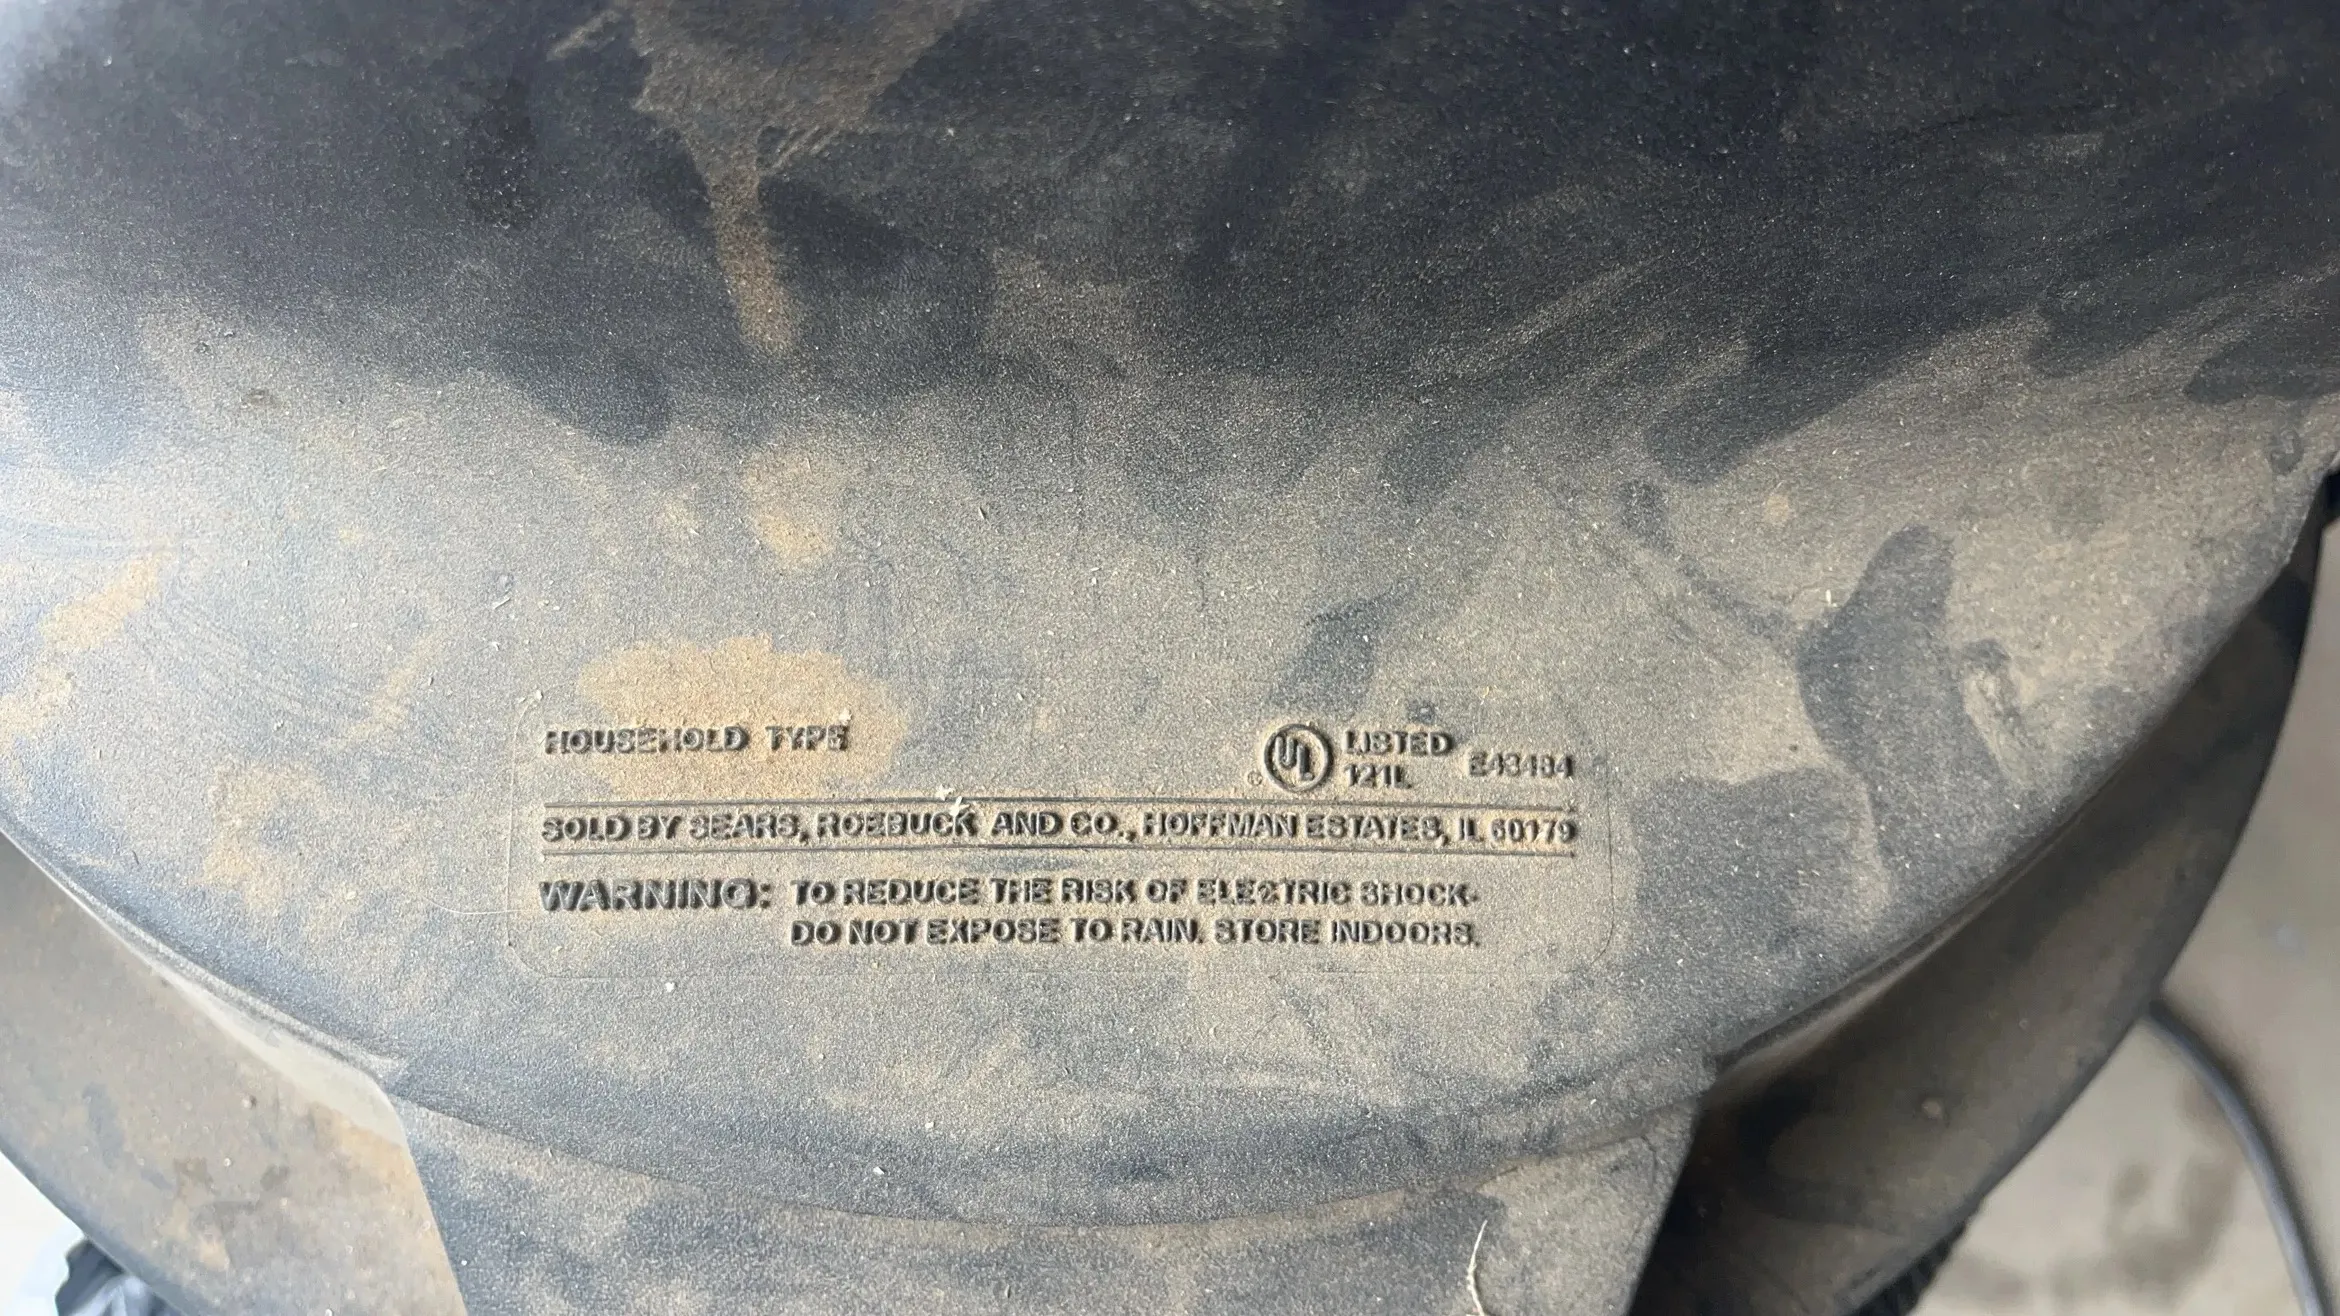 HOUSEHOLD TYPE
UL LISTED E43484
121L
SOLD BY SEARS, ROEBUCK AND CO., HOFFMAN ESTATES, IL 60179
WARNING: TO REDUCE THE RISK OF ELECTRIC SHOCK-
DO NOT EXPOSE TO RAIN. STORE INDOORS.